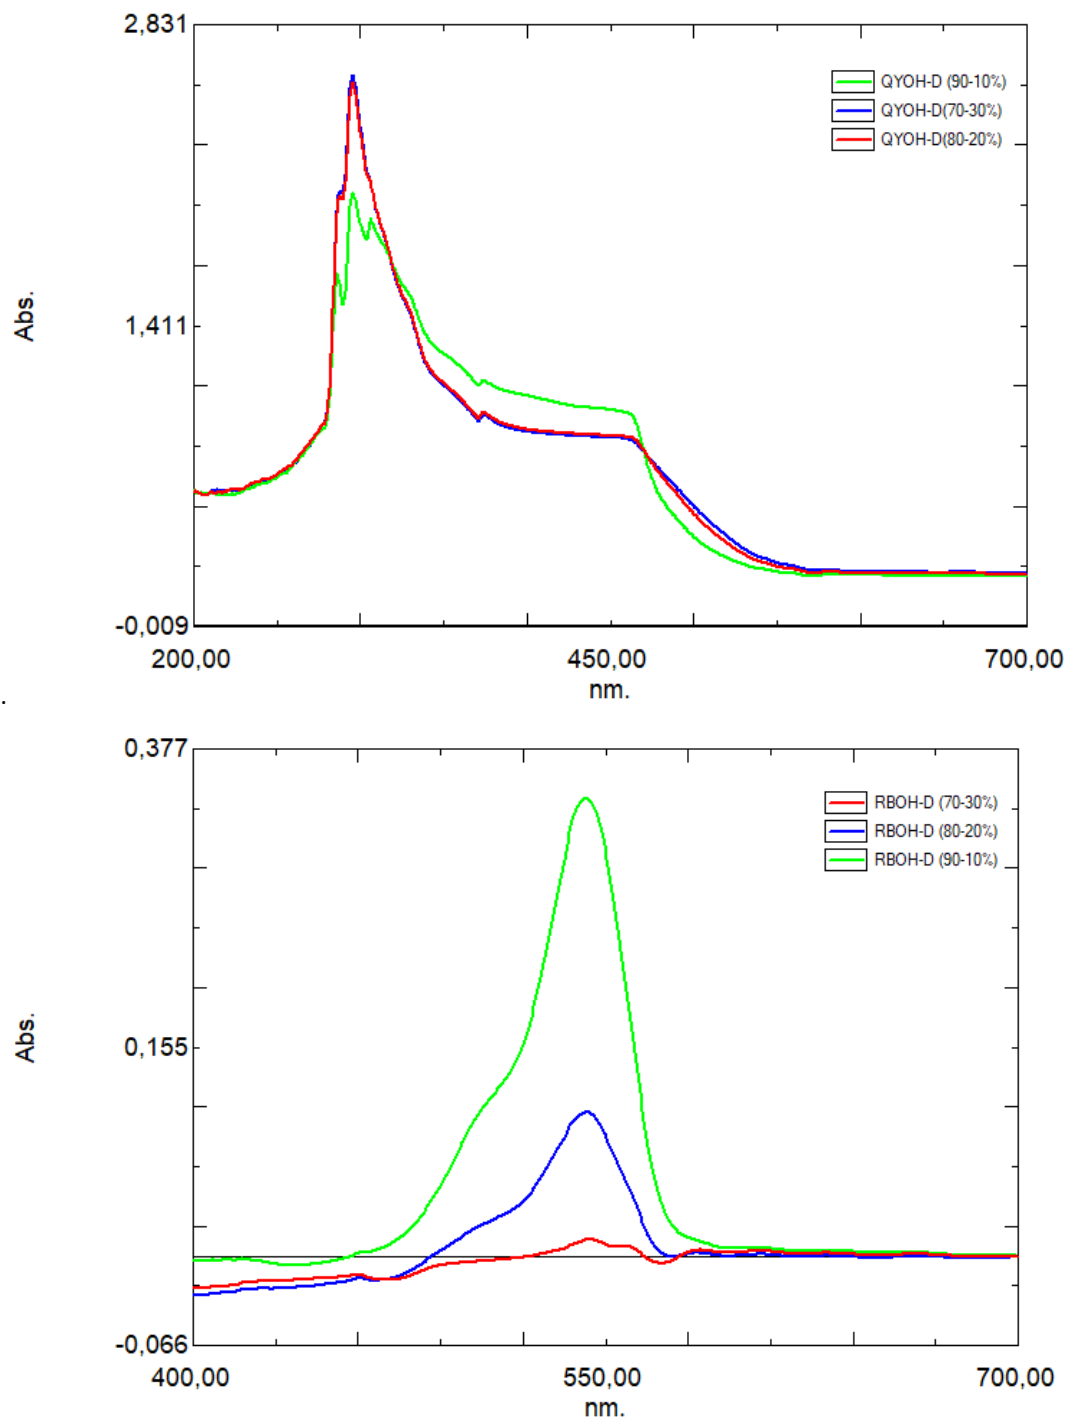 2,831
QYOH-D (90-10%)
QYOH-D(70-30%)
QYOH-D(80-20%)
Abs.
1,411
-0,009
200,00 450,00 700,00
nm.
.
0,377
RBOH-D (70-30%)
RBOH-D (80-20%)
RBOH-D (90-10%)
Abs.
0,155
-0,066
400,00 550,00 700,00
nm.